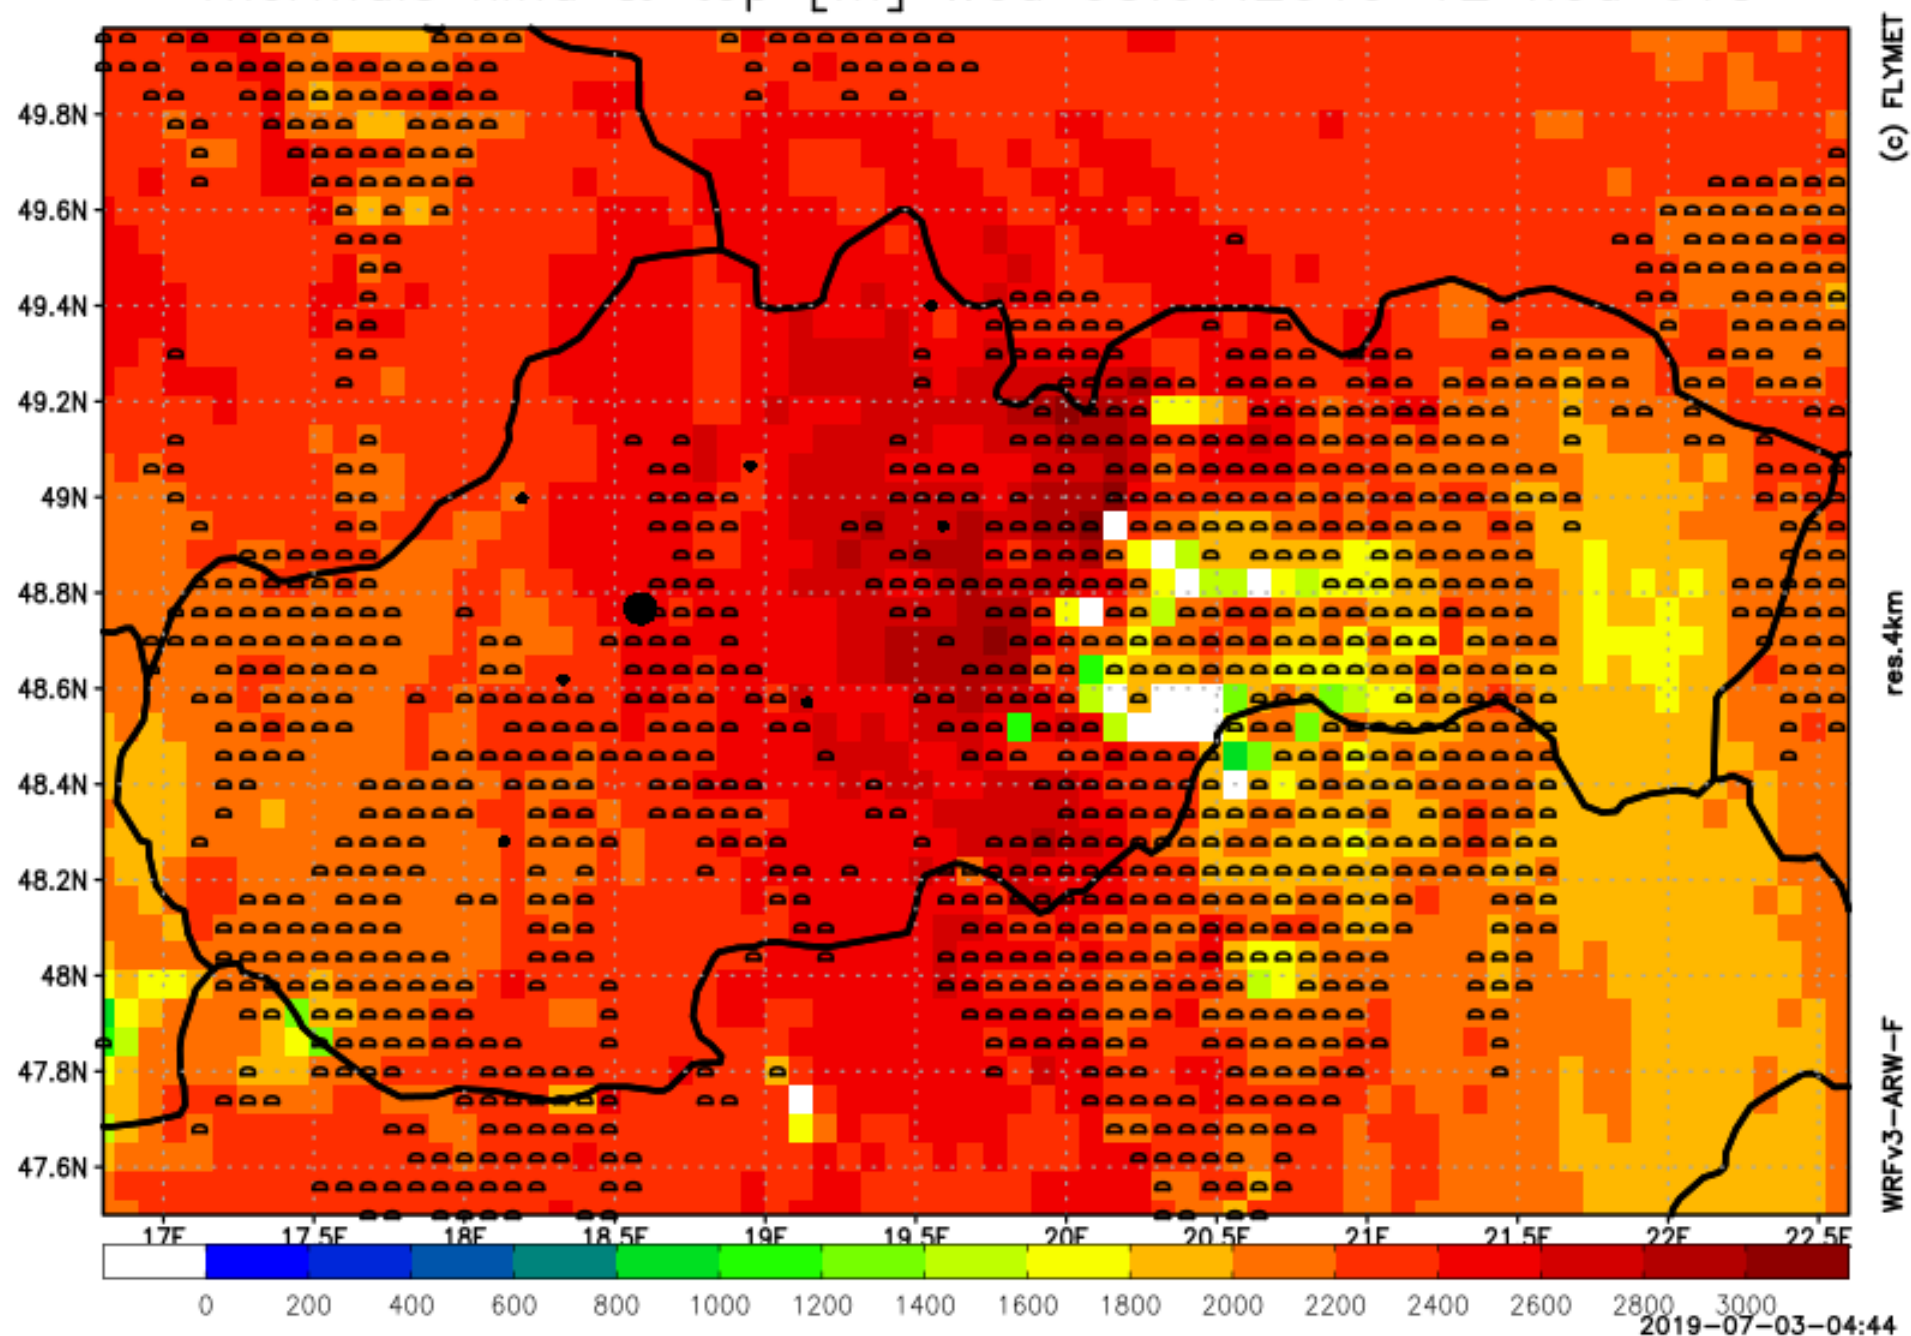 (c) FLYMET
49.8N
49.6N
49.4N
49.2N
49N
48.8N
48.6N
48.4N
48.2N
48N
47.8N
47.6N
res.4km
WRFv3-ARW-F
17E 17.5E 18E 18.5E 19E 19.5E 20E 20.5E 21E 21.5E 22E 22.5E
0 200 400 600 800 1000 1200 1400 1600 1800 2000 2200 2400 2600 2800 3000
2019-07-03-04:44